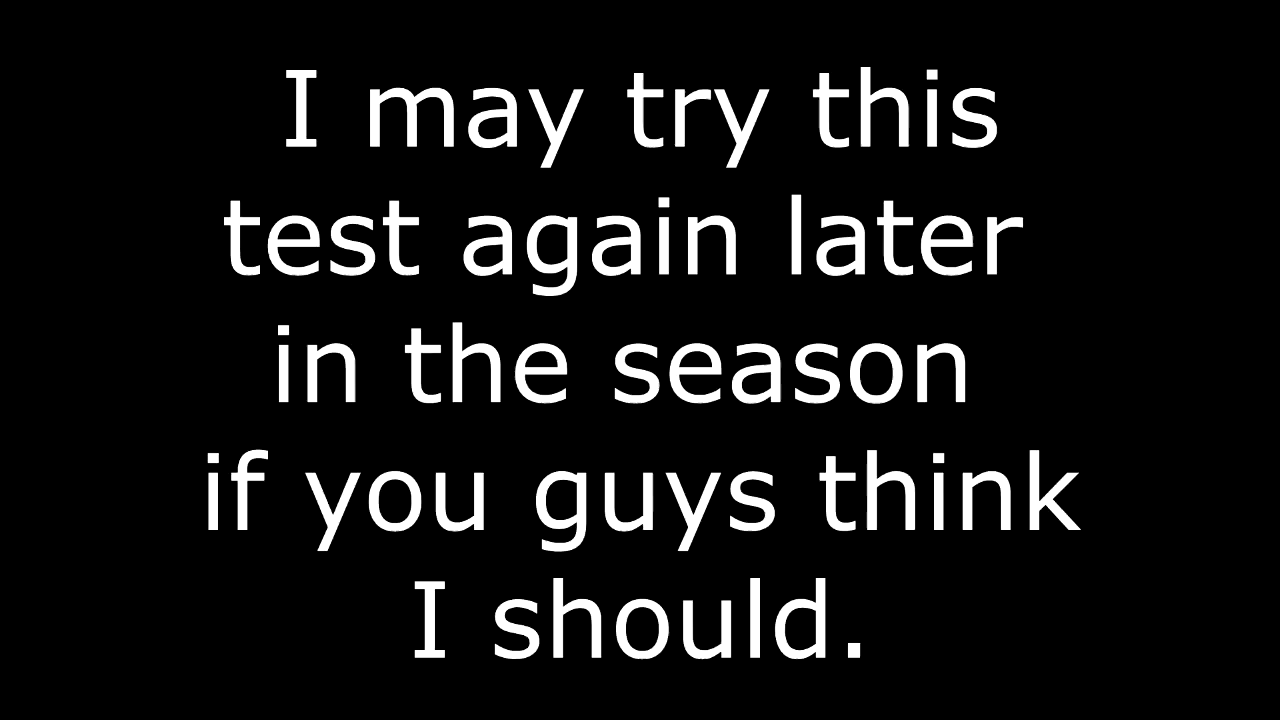 I may try this
test again later
in the season
if you guys think
I should.